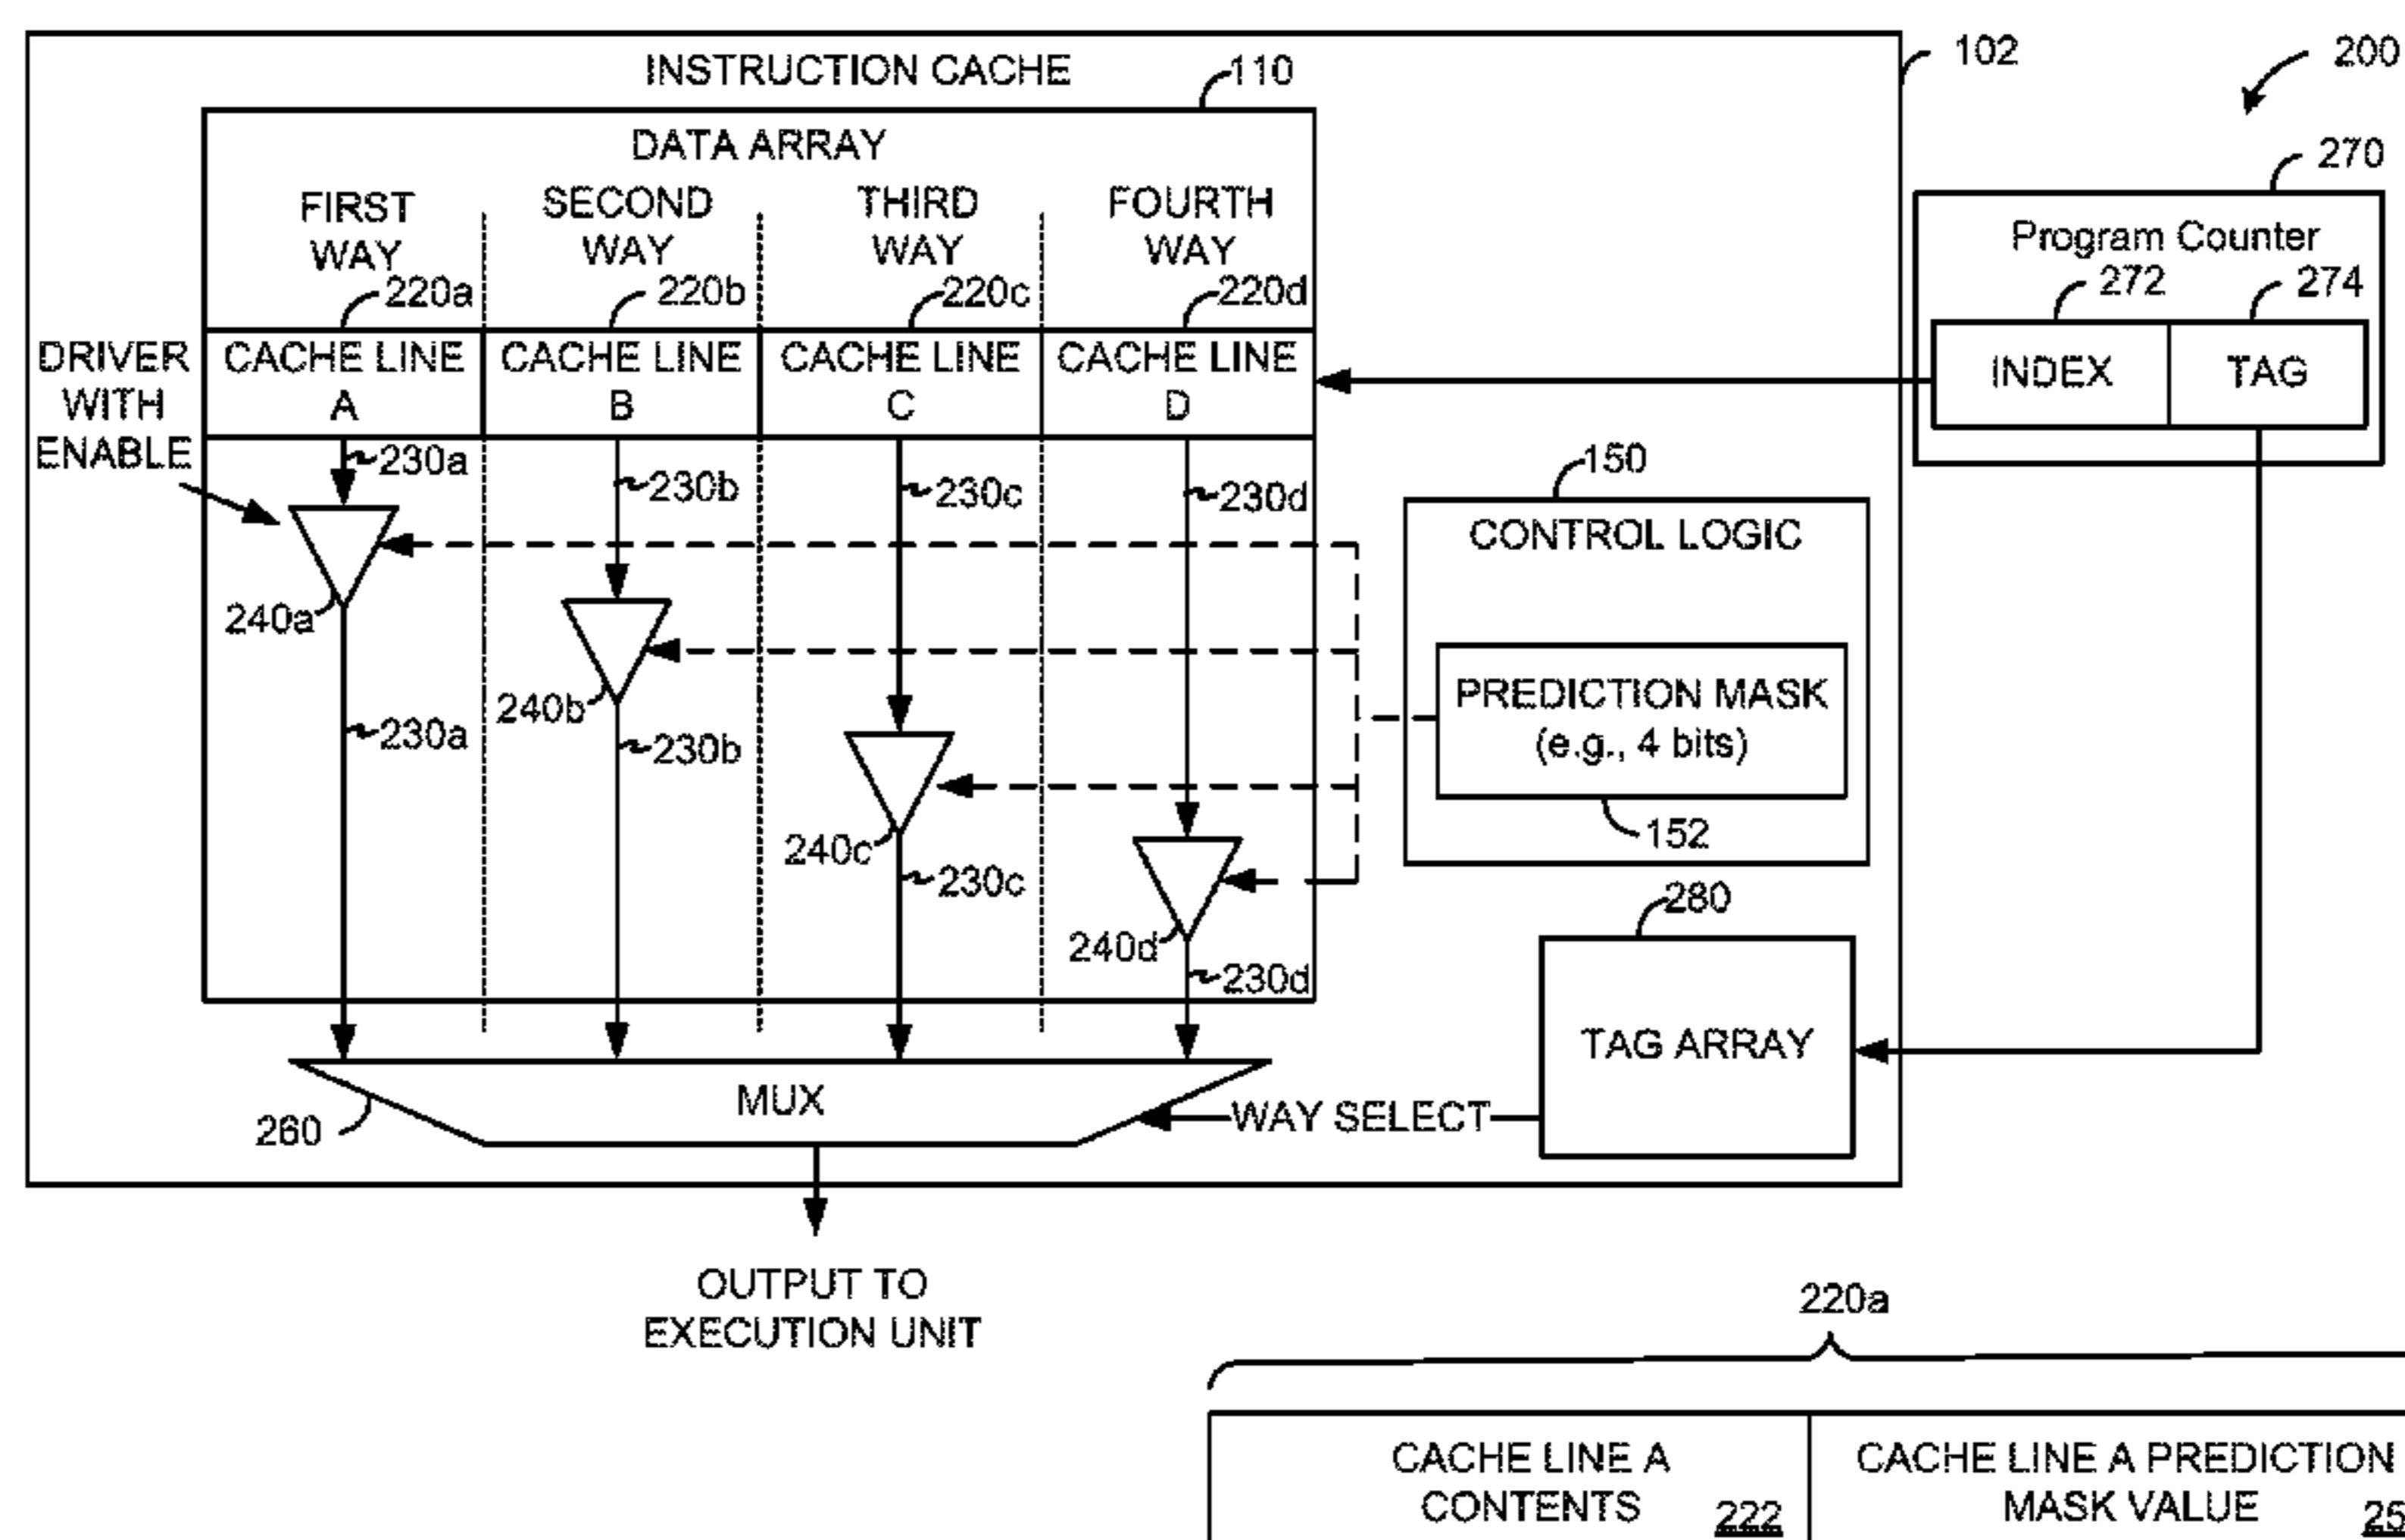 INSTRUCTION CACHE
110
102
200
DATA ARRAY
270
FIRST WAY
SECOND WAY
THIRD WAY
FOURTH WAY
Program Counter
220a
220b
220c
220d
272
274
DRIVER WITH ENABLE
CACHE LINE A
CACHE LINE B
CACHE LINE C
CACHE LINE D
INDEX
TAG
230a
230b
230c
230d
150
CONTROL LOGIC
240a
240b
PREDICTION MASK
(e.g., 4 bits)
230a
230b
240c
152
230c
280
240d
230d
TAG ARRAY
MUX
260
WAY SELECT
OUTPUT TO
EXECUTION UNIT
220a
CACHE LINE A
CONTENTS 222
CACHE LINE A PREDICTION
MASK VALUE